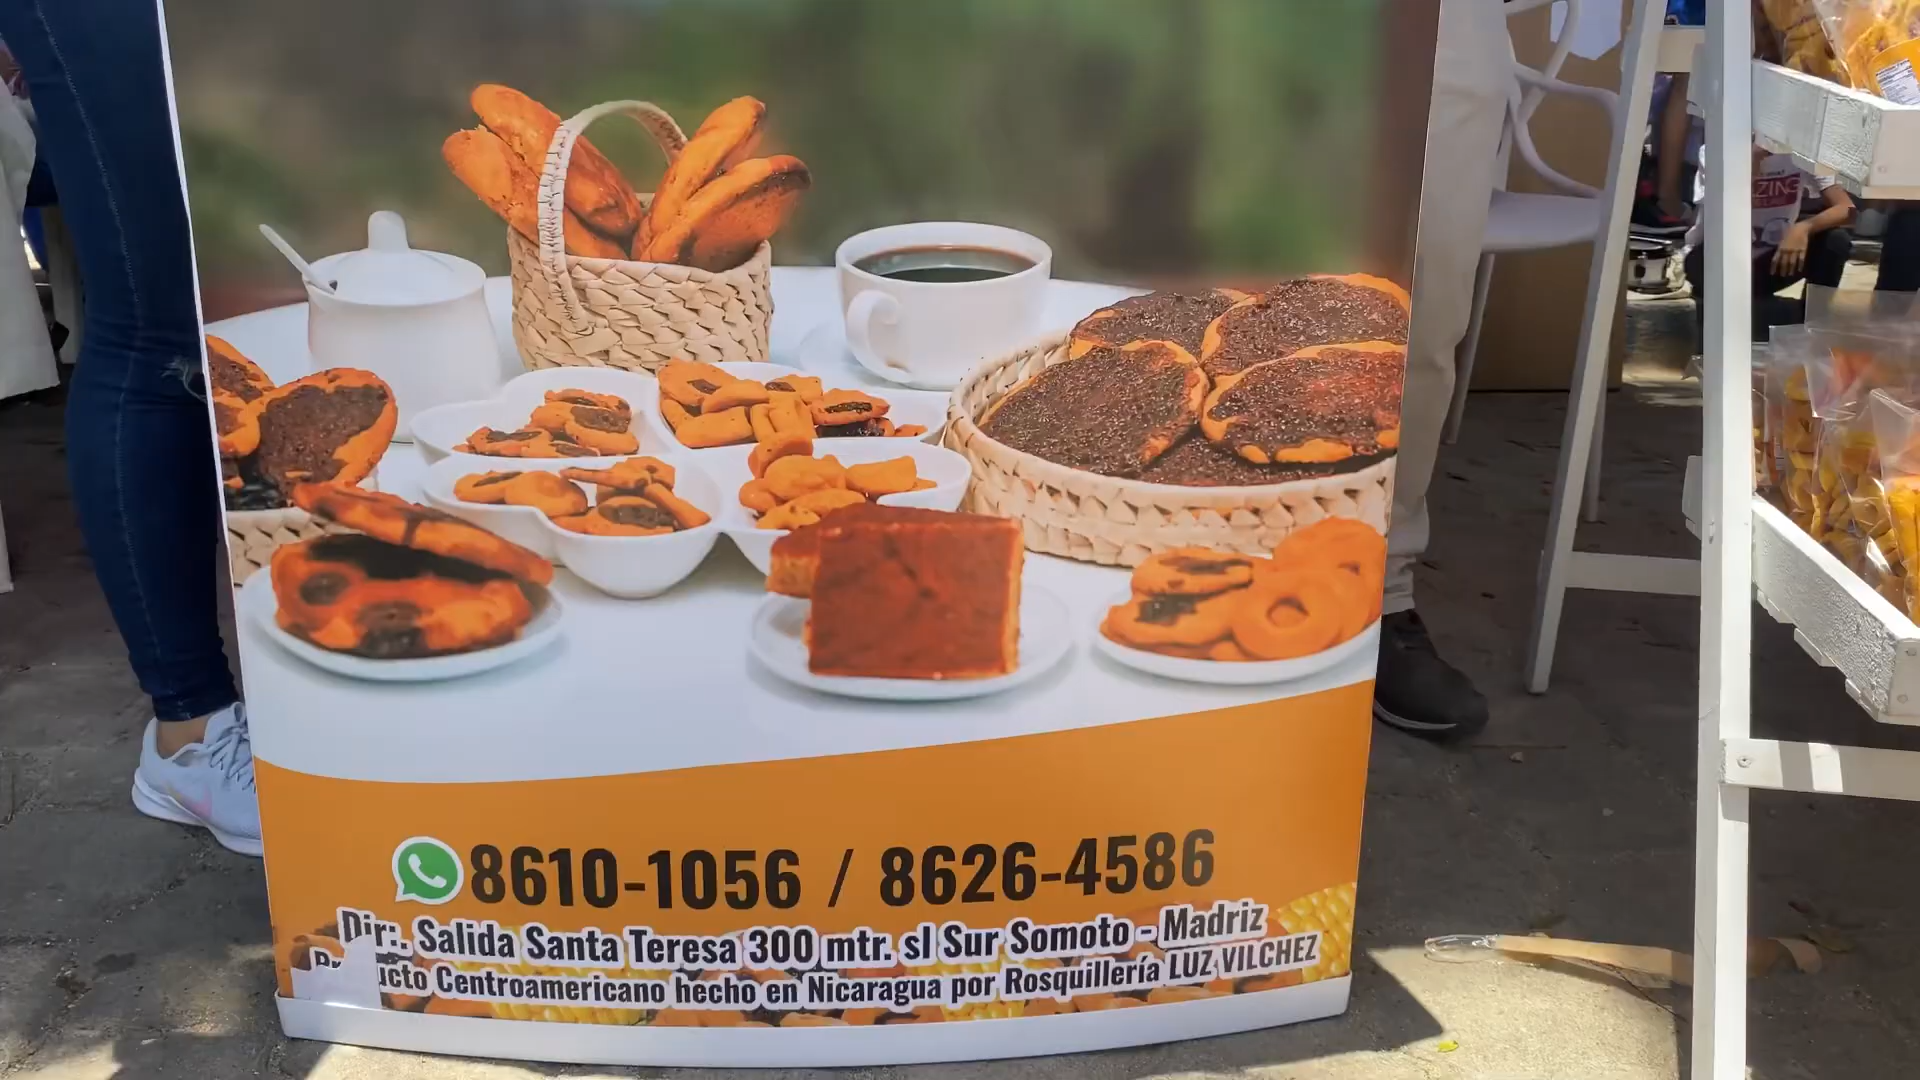 8610-1056 / 8626-4586
Dir:. Salida Santa Teresa 300 mtr. sl Sur Somoto - Madriz
Centroamericano hecho en Nicaragua por Rosquillería LUZ VILCHEZ
ZING